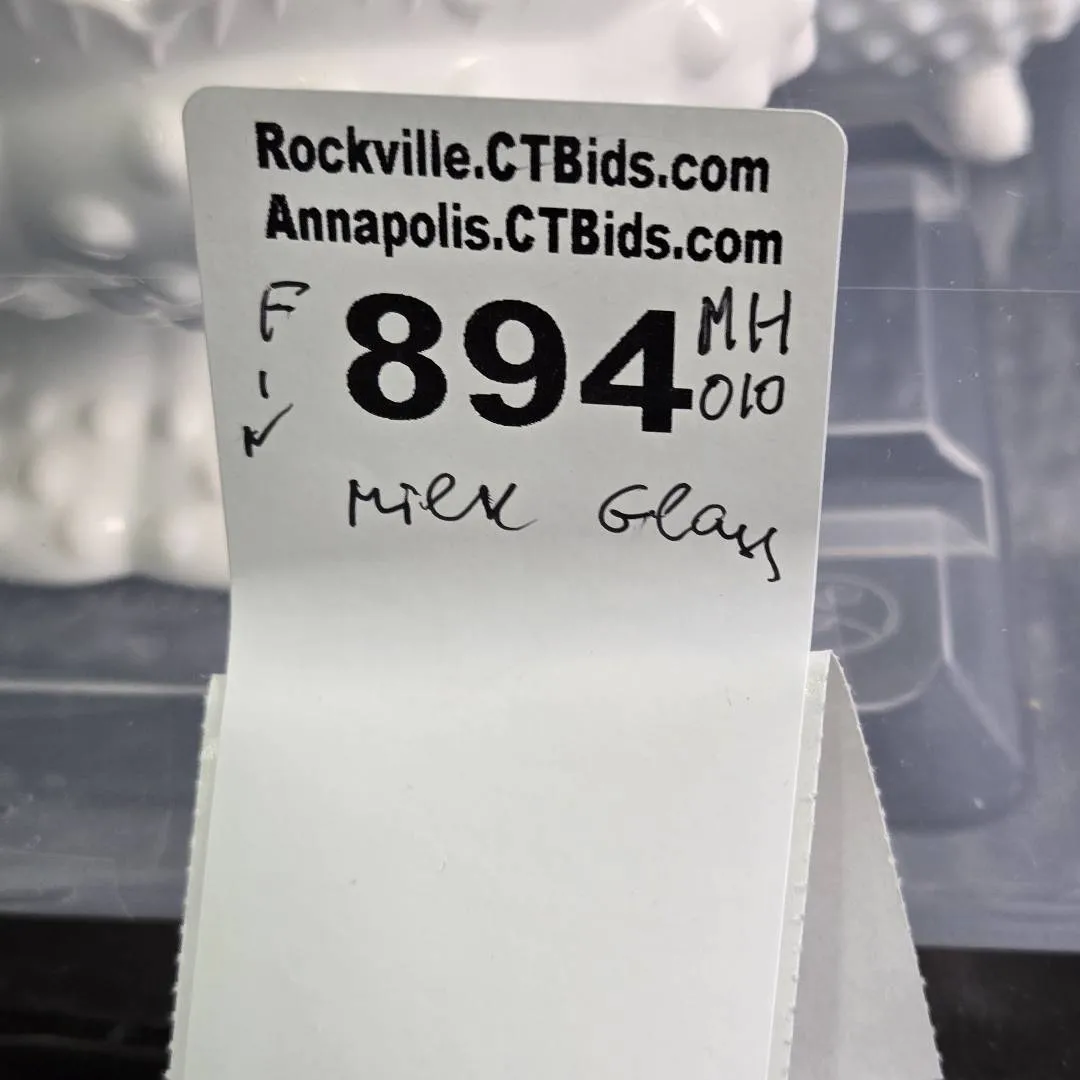 Rockville.CTBids.com
Annapolis.CTBids.com
F
I
N
894
MH
010
Milk Glass